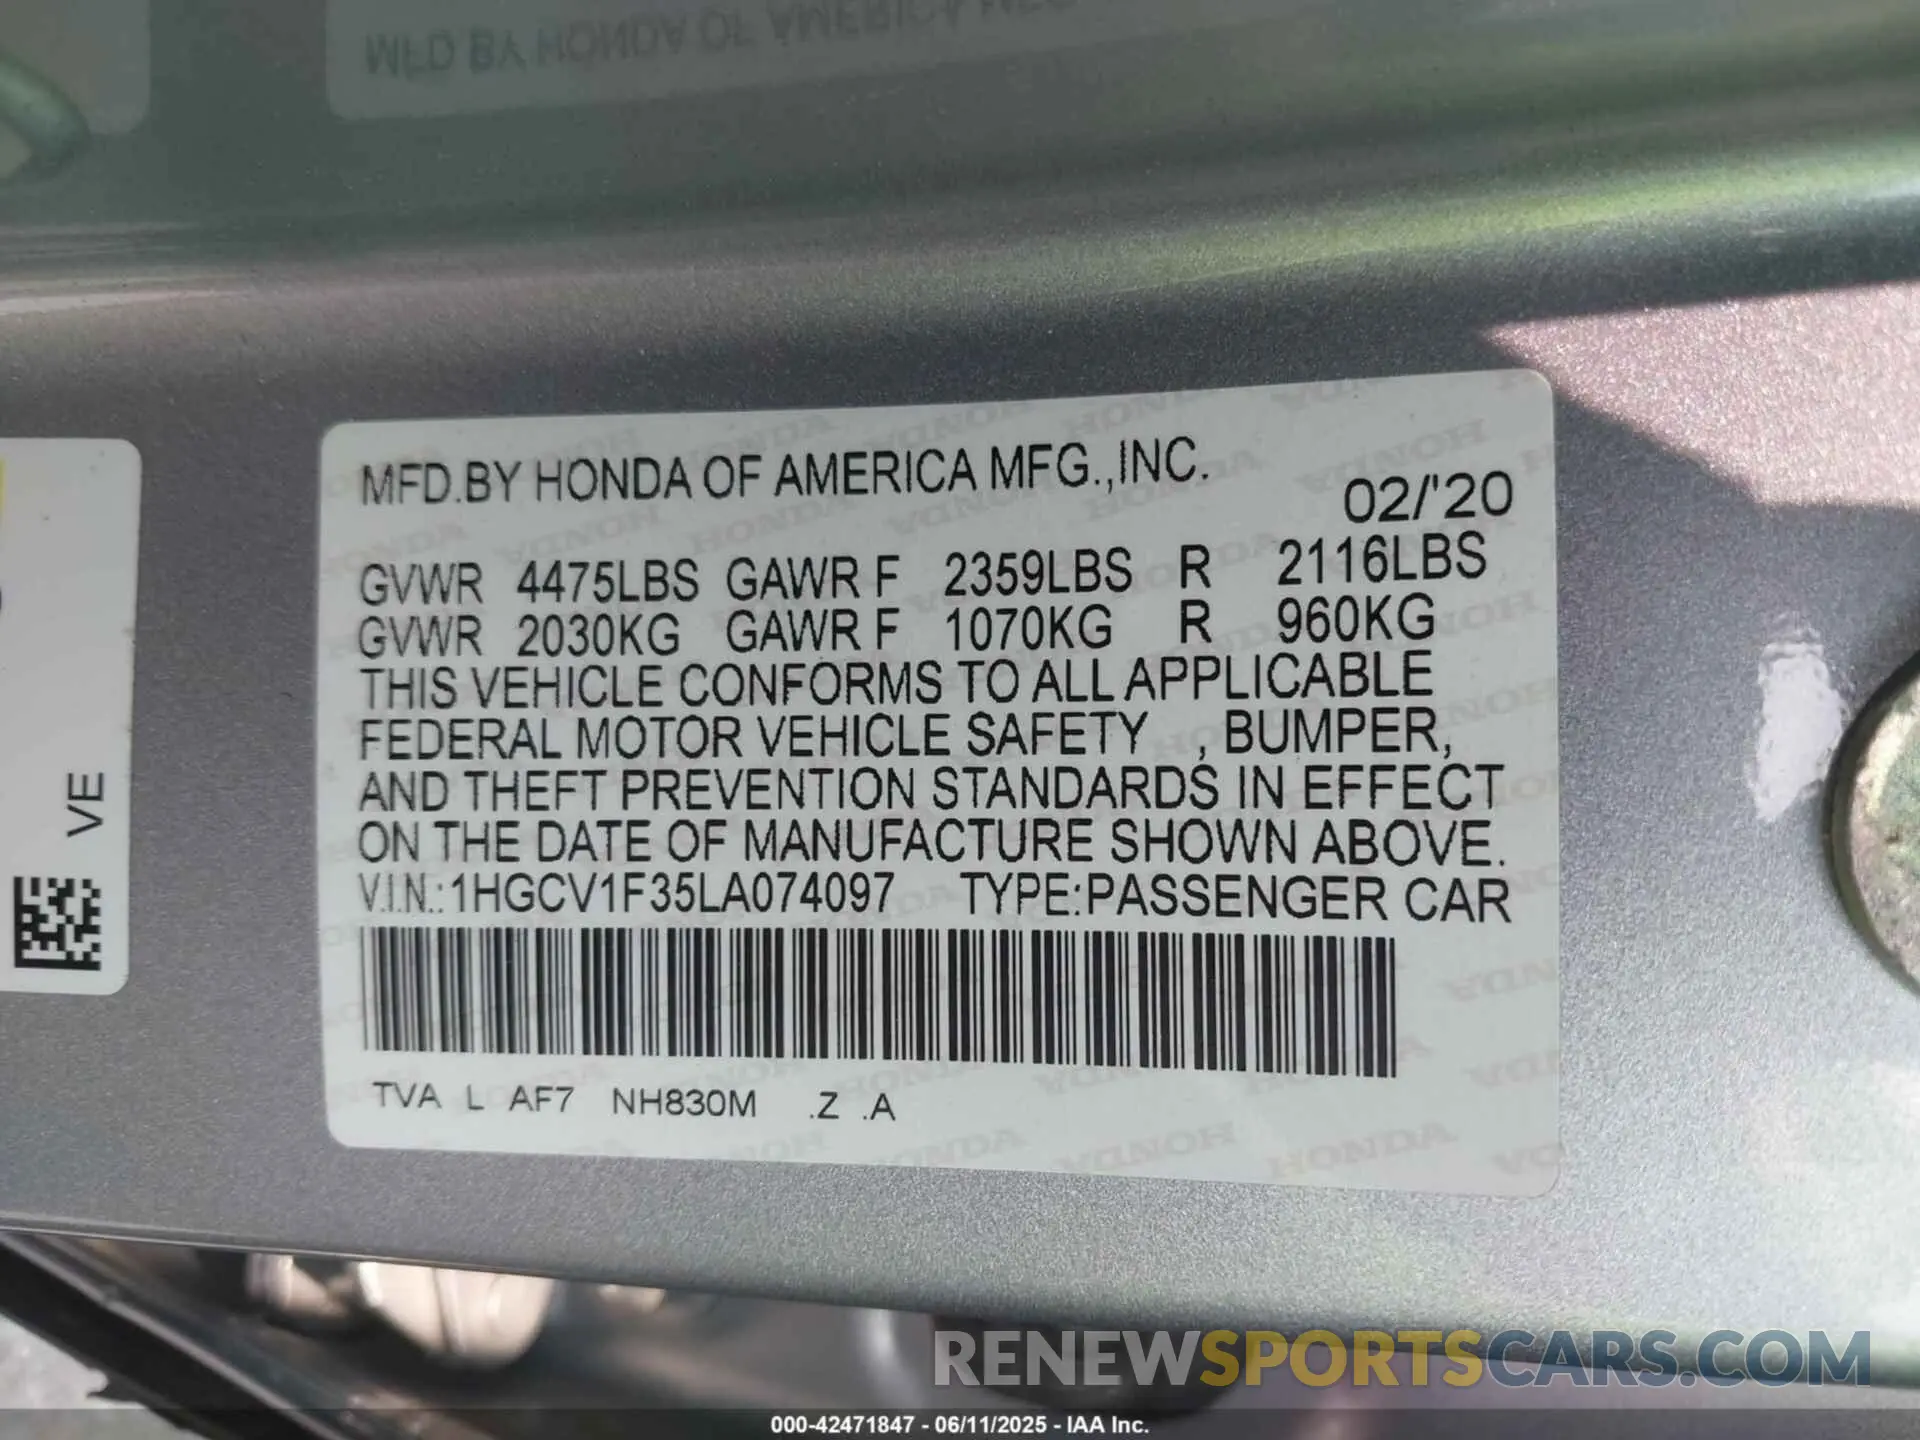 MFD.BY HONDA OF AMERICA MFG.,INC.
02/'20
GVWR 4475LBS GAWR F 2359LBS R 2116LBS
GVWR 2030KG GAWR F 1070KG R 960KG
THIS VEHICLE CONFORMS TO ALL APPLICABLE
FEDERAL MOTOR VEHICLE SAFETY , BUMPER,
AND THEFT PREVENTION STANDARDS IN EFFECT
ON THE DATE OF MANUFACTURE SHOWN ABOVE.
V.I.N.:1HGCV1F35LA074097 TYPE:PASSENGER CAR
TVA L AF7 NH830M .Z .A
VE
RENEWSPORTSCARS.COM
000-42471847 - 06/11/2025 - IAA Inc.